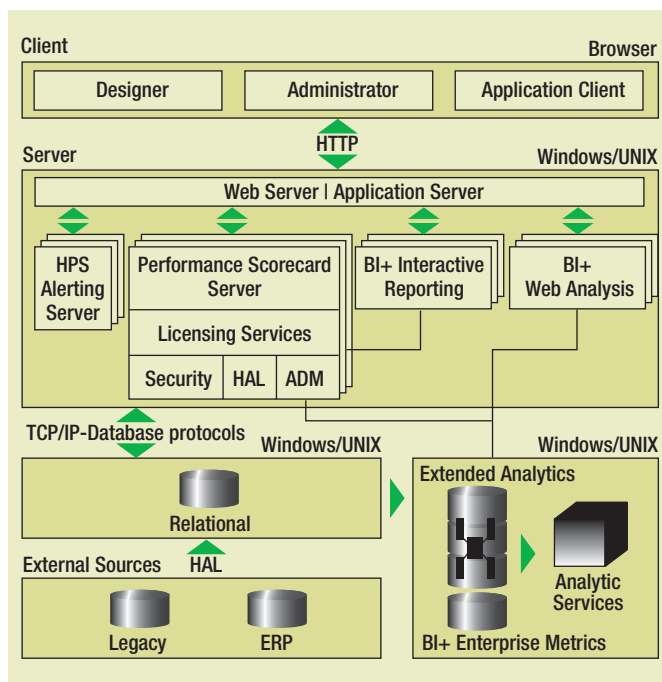 Client
Browser
Designer
Administrator
Application Client
HTTP
Server
Windows/UNIX
Web Server | Application Server
HPS
Alerting
Server
Performance Scorecard
Server
Licensing Services
Security
HAL
ADM
BI+ Interactive
Reporting
BI+
Web Analysis
TCP/IP-Database protocols
Windows/UNIX
Relational
External Sources
HAL
Legacy
ERP
Windows/UNIX
Extended Analytics
Analytic
Services
BI+ Enterprise Metrics